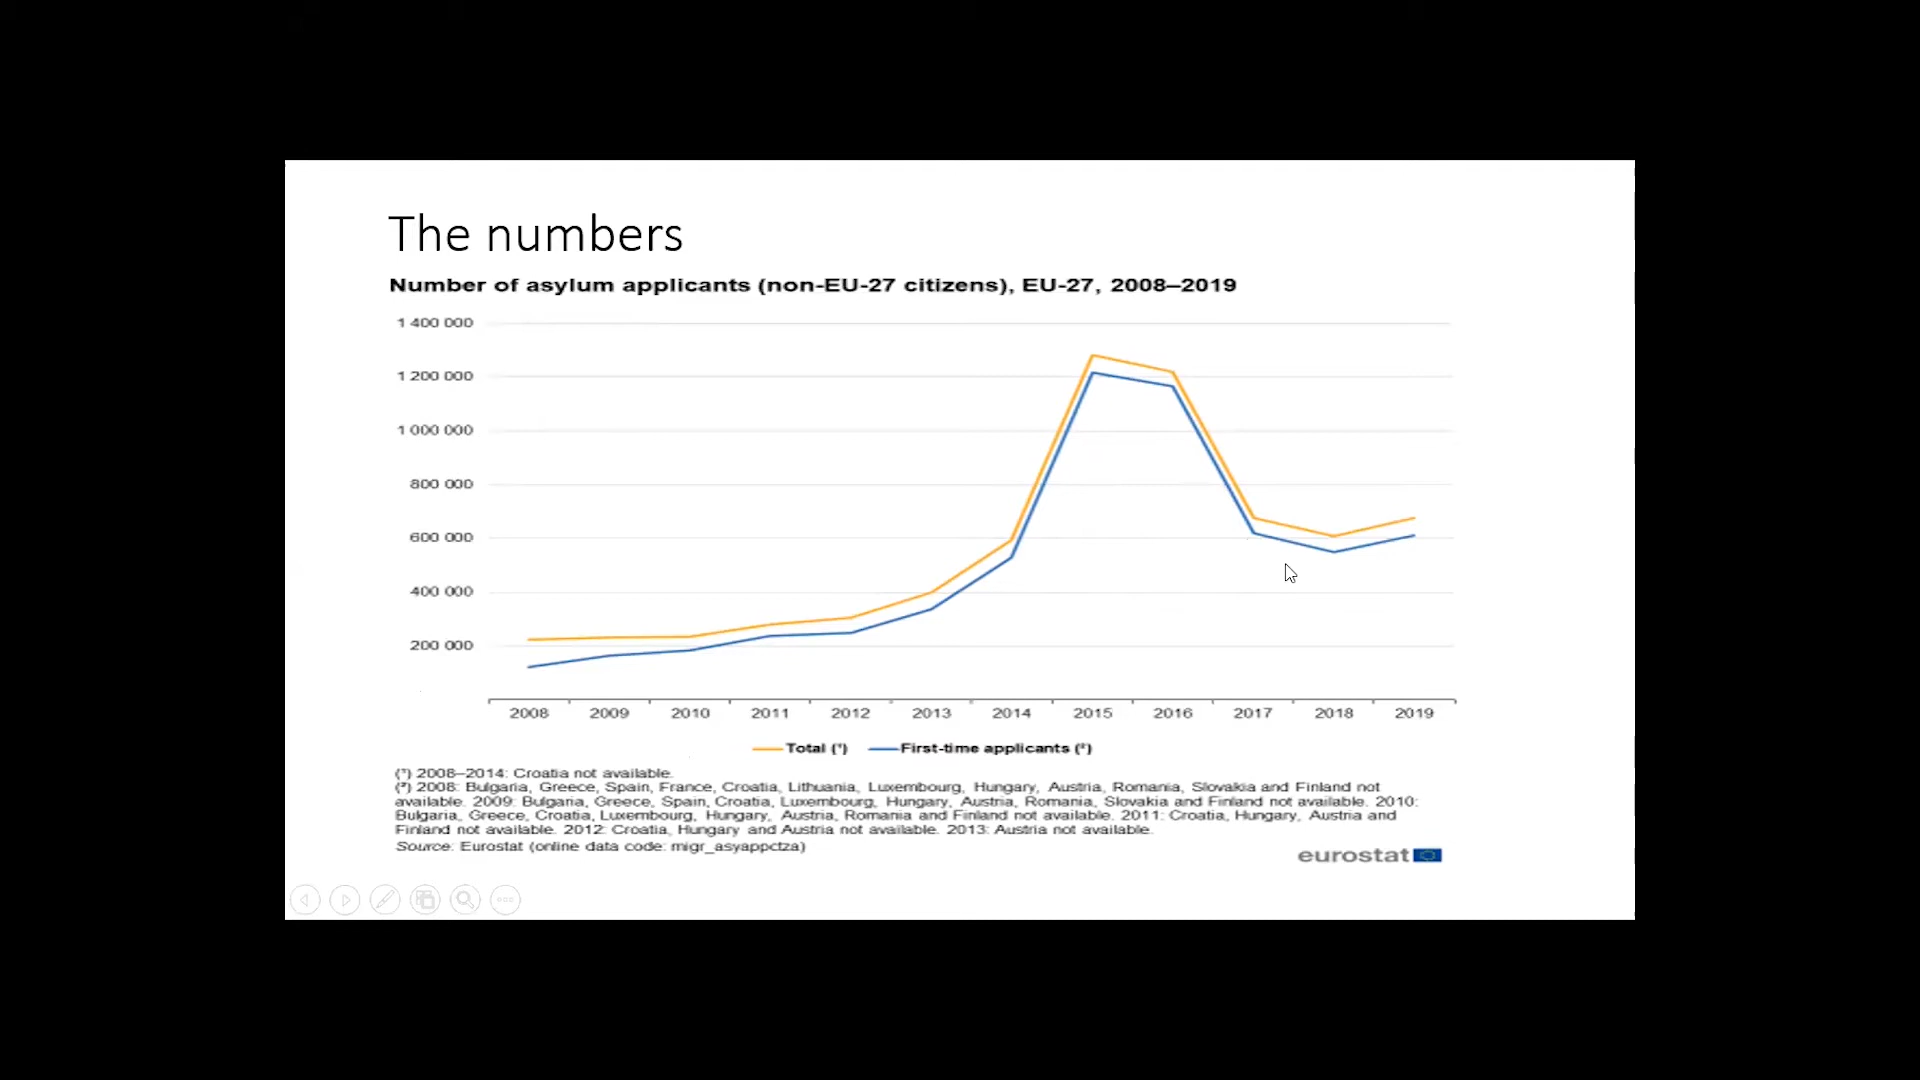 The numbers
Number of asylum applicants (non-EU-27 citizens), EU-27, 2008–2019
1 400 000
1 200 000
1 000 000
800 000
600 000
400 000
200 000
2008 2009 2010 2011 2012 2013 2014 2015 2016 2017 2018 2019
Total (¹) First-time applicants (²)
(¹) 2008–2014: Croatia not available.
(²) 2008: Bulgaria, Greece, Spain, France, Croatia, Lithuania, Luxembourg, Hungary, Austria, Romania, Slovakia and Finland not
available. 2009: Bulgaria, Greece, Spain, Croatia, Luxembourg, Hungary, Austria, Romania, Slovakia and Finland not available. 2010:
Bulgaria, Greece, Croatia, Luxembourg, Hungary, Austria, Romania and Finland not available. 2011: Croatia, Hungary, Austria and
Finland not available. 2012: Croatia, Hungary and Austria not available. 2013: Austria not available.
Source: Eurostat (online data code: migr_asyappctza)
eurostat